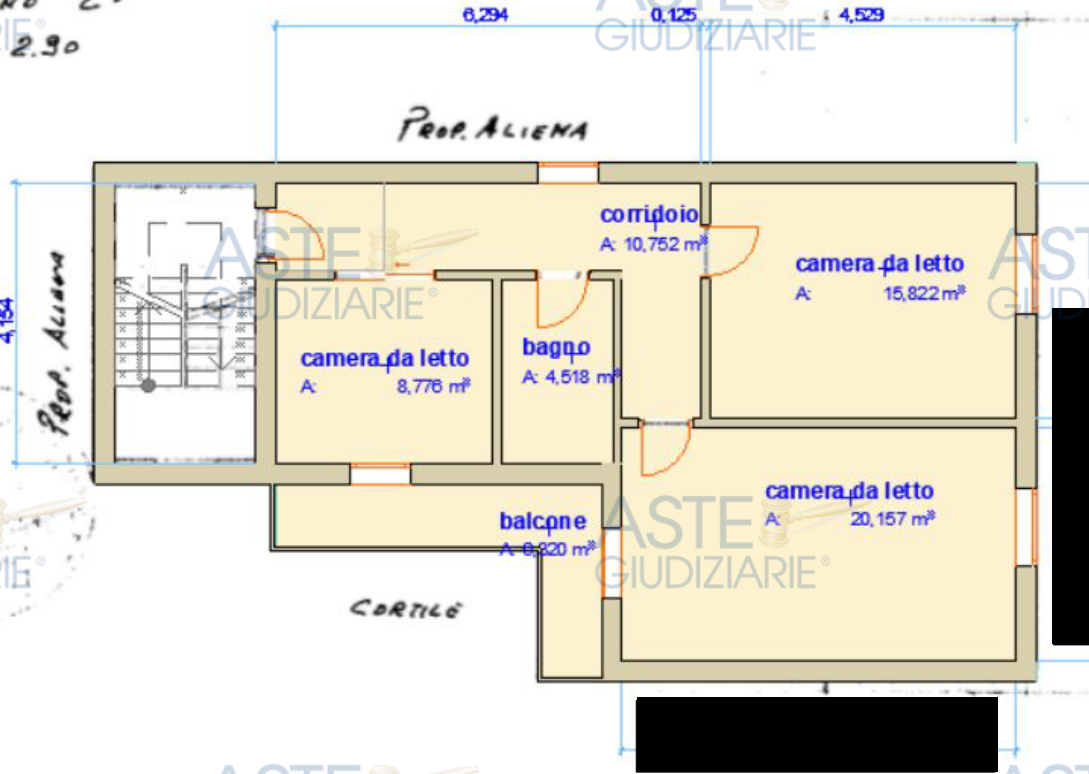 6,294 0,125 4,529
2.90
PROP. ALIENA
corridoio
A: 10,752 m²
camera da letto
A: 15,822 m²
4,134
PROP. ALIENA
ASTE
GIUDIZIARIE®
camera da letto
A: 8,776 m²
bagno
A: 4,518 m²
camera da letto
A: 20,157 m²
balcone
CORTILE
ASTE
GIUDIZIARIE®